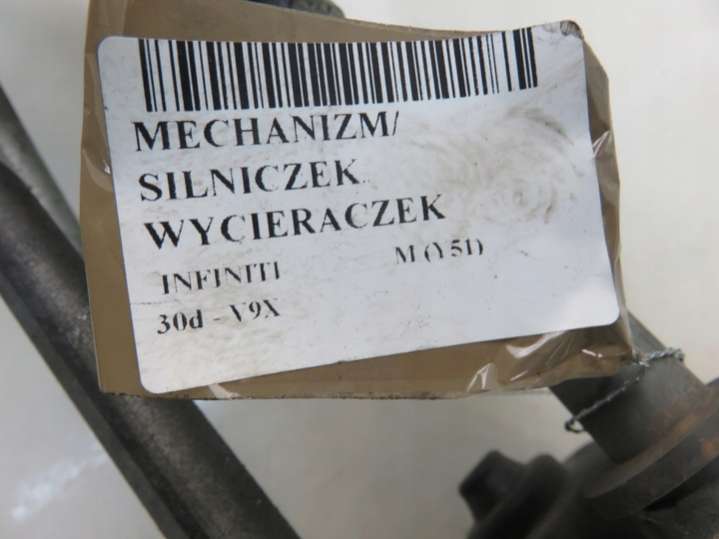 MECHANIZM/
SILNICZEK
WYCIERACZEK
INFINITI M (Y51)
30d - V9X